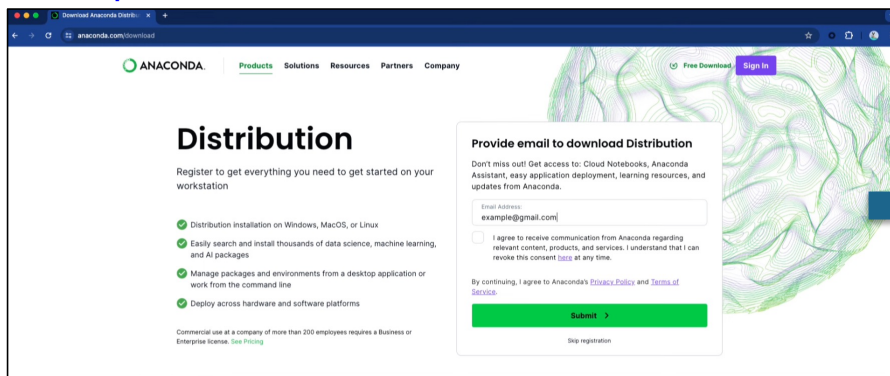 Download Anaconda Distribu
anaconda.com/download
ANACONDA.
Products Solutions Resources Partners Company
Free Download
Sign In
Distribution
Register to get everything you need to get started on your
workstation
Distribution installation on Windows, MacOS, or Linux
Easily search and install thousands of data science, machine learning,
and AI packages
Manage packages and environments from a desktop application or
work from the command line
Deploy across hardware and software platforms
Commercial use at a company of more than 200 employees requires a Business or
Enterprise license. See Pricing
Provide email to download Distribution
Don't miss out! Get access to: Cloud Notebooks, Anaconda
Assistant, easy application deployment, learning resources, and
updates from Anaconda.
Email Address:
example@gmail.com
I agree to receive communication from Anaconda regarding
relevant content, products, and services. I understand that I can
revoke this consent here at any time.
By continuing, I agree to Anaconda's Privacy Policy and Terms of
Service.
Submit >
Skip registration